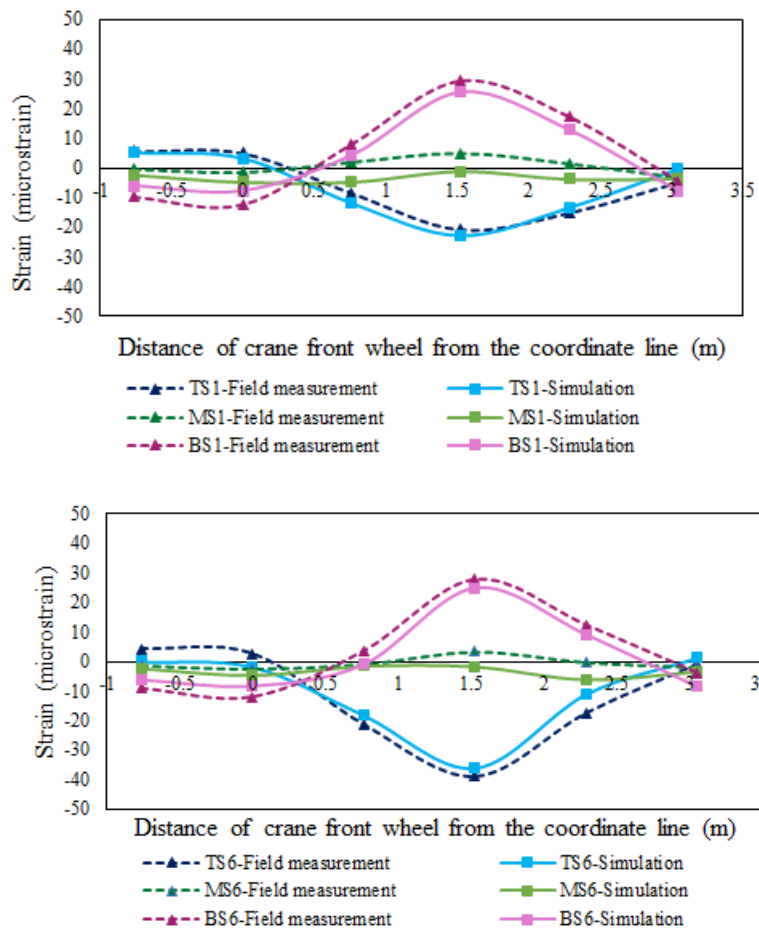 50
40
30
20
10
0
-10
-20
-30
-40
-50
-1 -0.5 0 0.5 1 1.5 2 2.5 3 3.5
Strain (microstrain)
Distance of crane front wheel from the coordinate line (m)
TS1-Field measurement TS1-Simulation
MS1-Field measurement MS1-Simulation
BS1-Field measurement BS1-Simulation
50
40
30
20
10
0
-10
-20
-30
-40
-50
-1 -0.5 0 0.5 1 1.5 2 2.5 3 3.5
Strain (microstrain)
Distance of crane front wheel from the coordinate line (m)
TS6-Field measurement TS6-Simulation
MS6-Field measurement MS6-Simulation
BS6-Field measurement BS6-Simulation